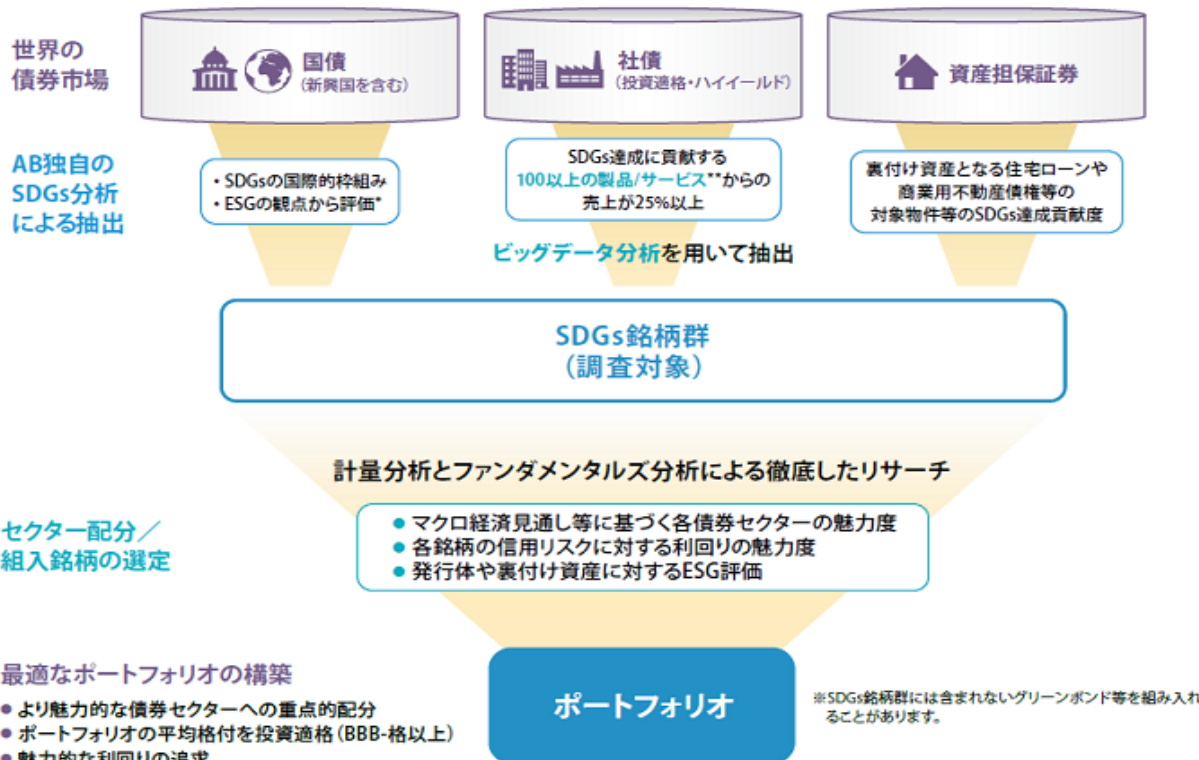 世界の
債券市場
国債
(新興国を含む)
社債
(投資適格・ハイイールド)
資産担保証券
AB独自の
SDGs分析
による抽出
・SDGsの国際的枠組み
・ESGの観点から評価*
SDGs達成に貢献する
100以上の製品/サービス**からの
売上が25%以上
裏付け資産となる住宅ローンや
商業用不動産債権等の
対象物件等のSDGs達成貢献度
ビッグデータ分析を用いて抽出
SDGs銘柄群
(調査対象)
計量分析とファンダメンタルズ分析による徹底したリサーチ
セクター配分/
組入銘柄の選定
● マクロ経済見通し等に基づく各債券セクターの魅力度
● 各銘柄の信用リスクに対する利回りの魅力度
● 発行体や裏付け資産に対するESG評価
最適なポートフォリオの構築
● より魅力的な債券セクターへの重点的配分
● ポートフォリオの平均格付を投資適格(BBB-格以上)
● 魅力的な利回りの追求
ポートフォリオ
※SDGs銘柄群には含まれないグリーンボンド等を組み入れ
ることがあります。